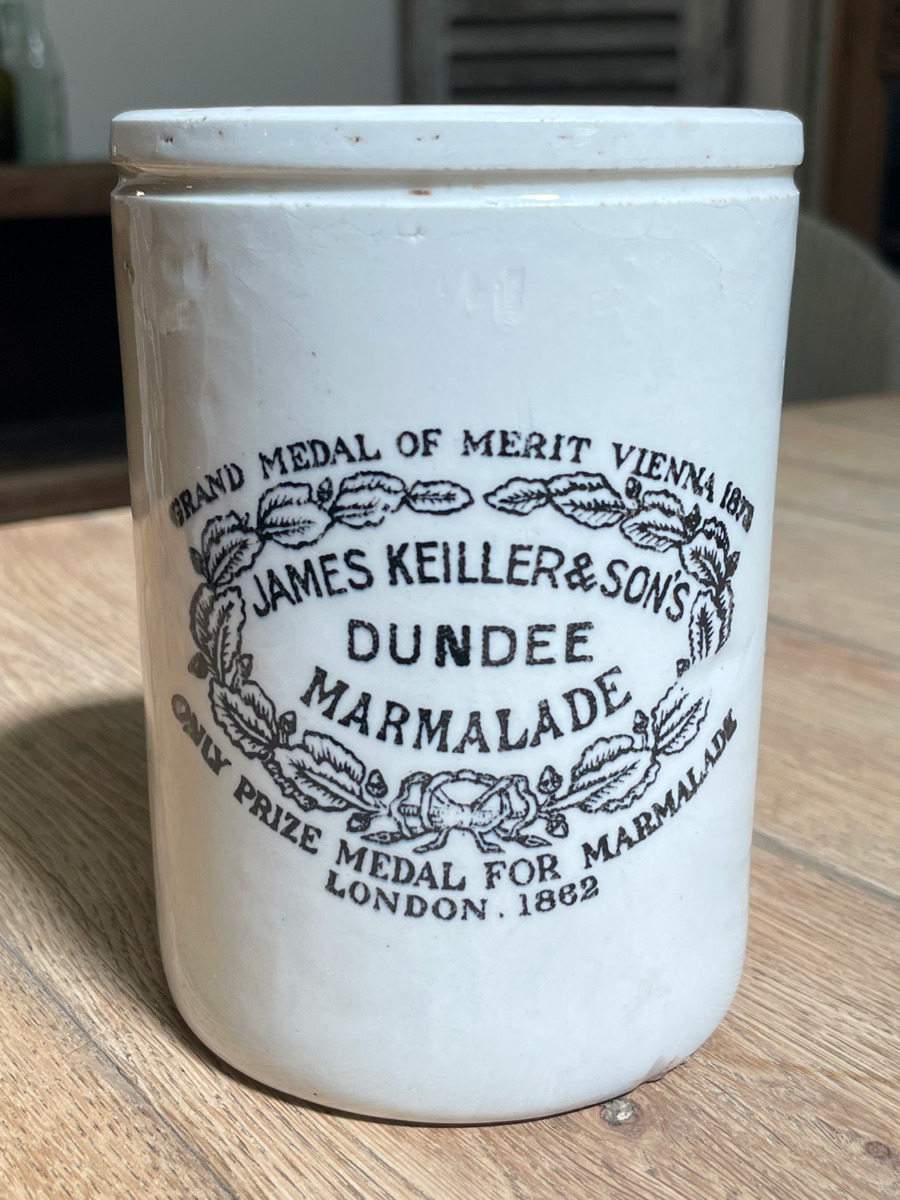 GRAND MEDAL OF MERIT VIENNA 1873
JAMES KEILLER & SON'S
DUNDEE
MARMALADE
ONLY PRIZE MEDAL FOR MARMALADE
LONDON. 1862